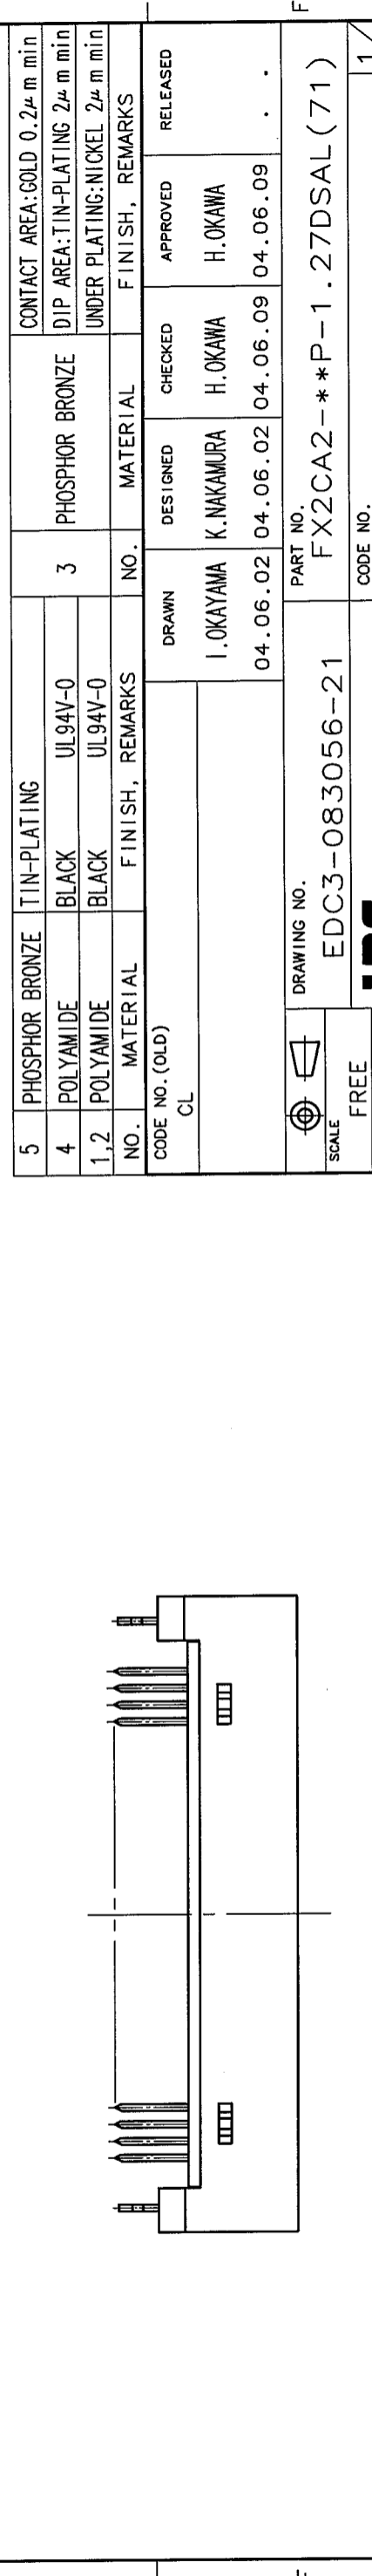 5 PHOSPHOR BRONZE TIN-PLATING
4 POLYAMIDE BLACK UL94V-0
1,2 POLYAMIDE BLACK UL94V-0
NO. MATERIAL FINISH, REMARKS
3 PHOSPHOR BRONZE
CONTACT AREA:GOLD 0.2μm min
DIP AREA:TIN-PLATING 2μm min
UNDER PLATING:NICKEL 2μm min
NO. MATERIAL FINISH, REMARKS
CODE NO.(OLD)
CL
DRAWN DESIGNED CHECKED APPROVED RELEASED
I.OKAYAMA K.NAKAMURA H.OKAWA H.OKAWA
04.06.02 04.06.02 04.06.09 04.06.09 . .
SCALE
FREE
DRAWING NO.
EDC3-083056-21
PART NO.
FX2CA2-**P-1.27DSAL(71)
CODE NO.
1/
F